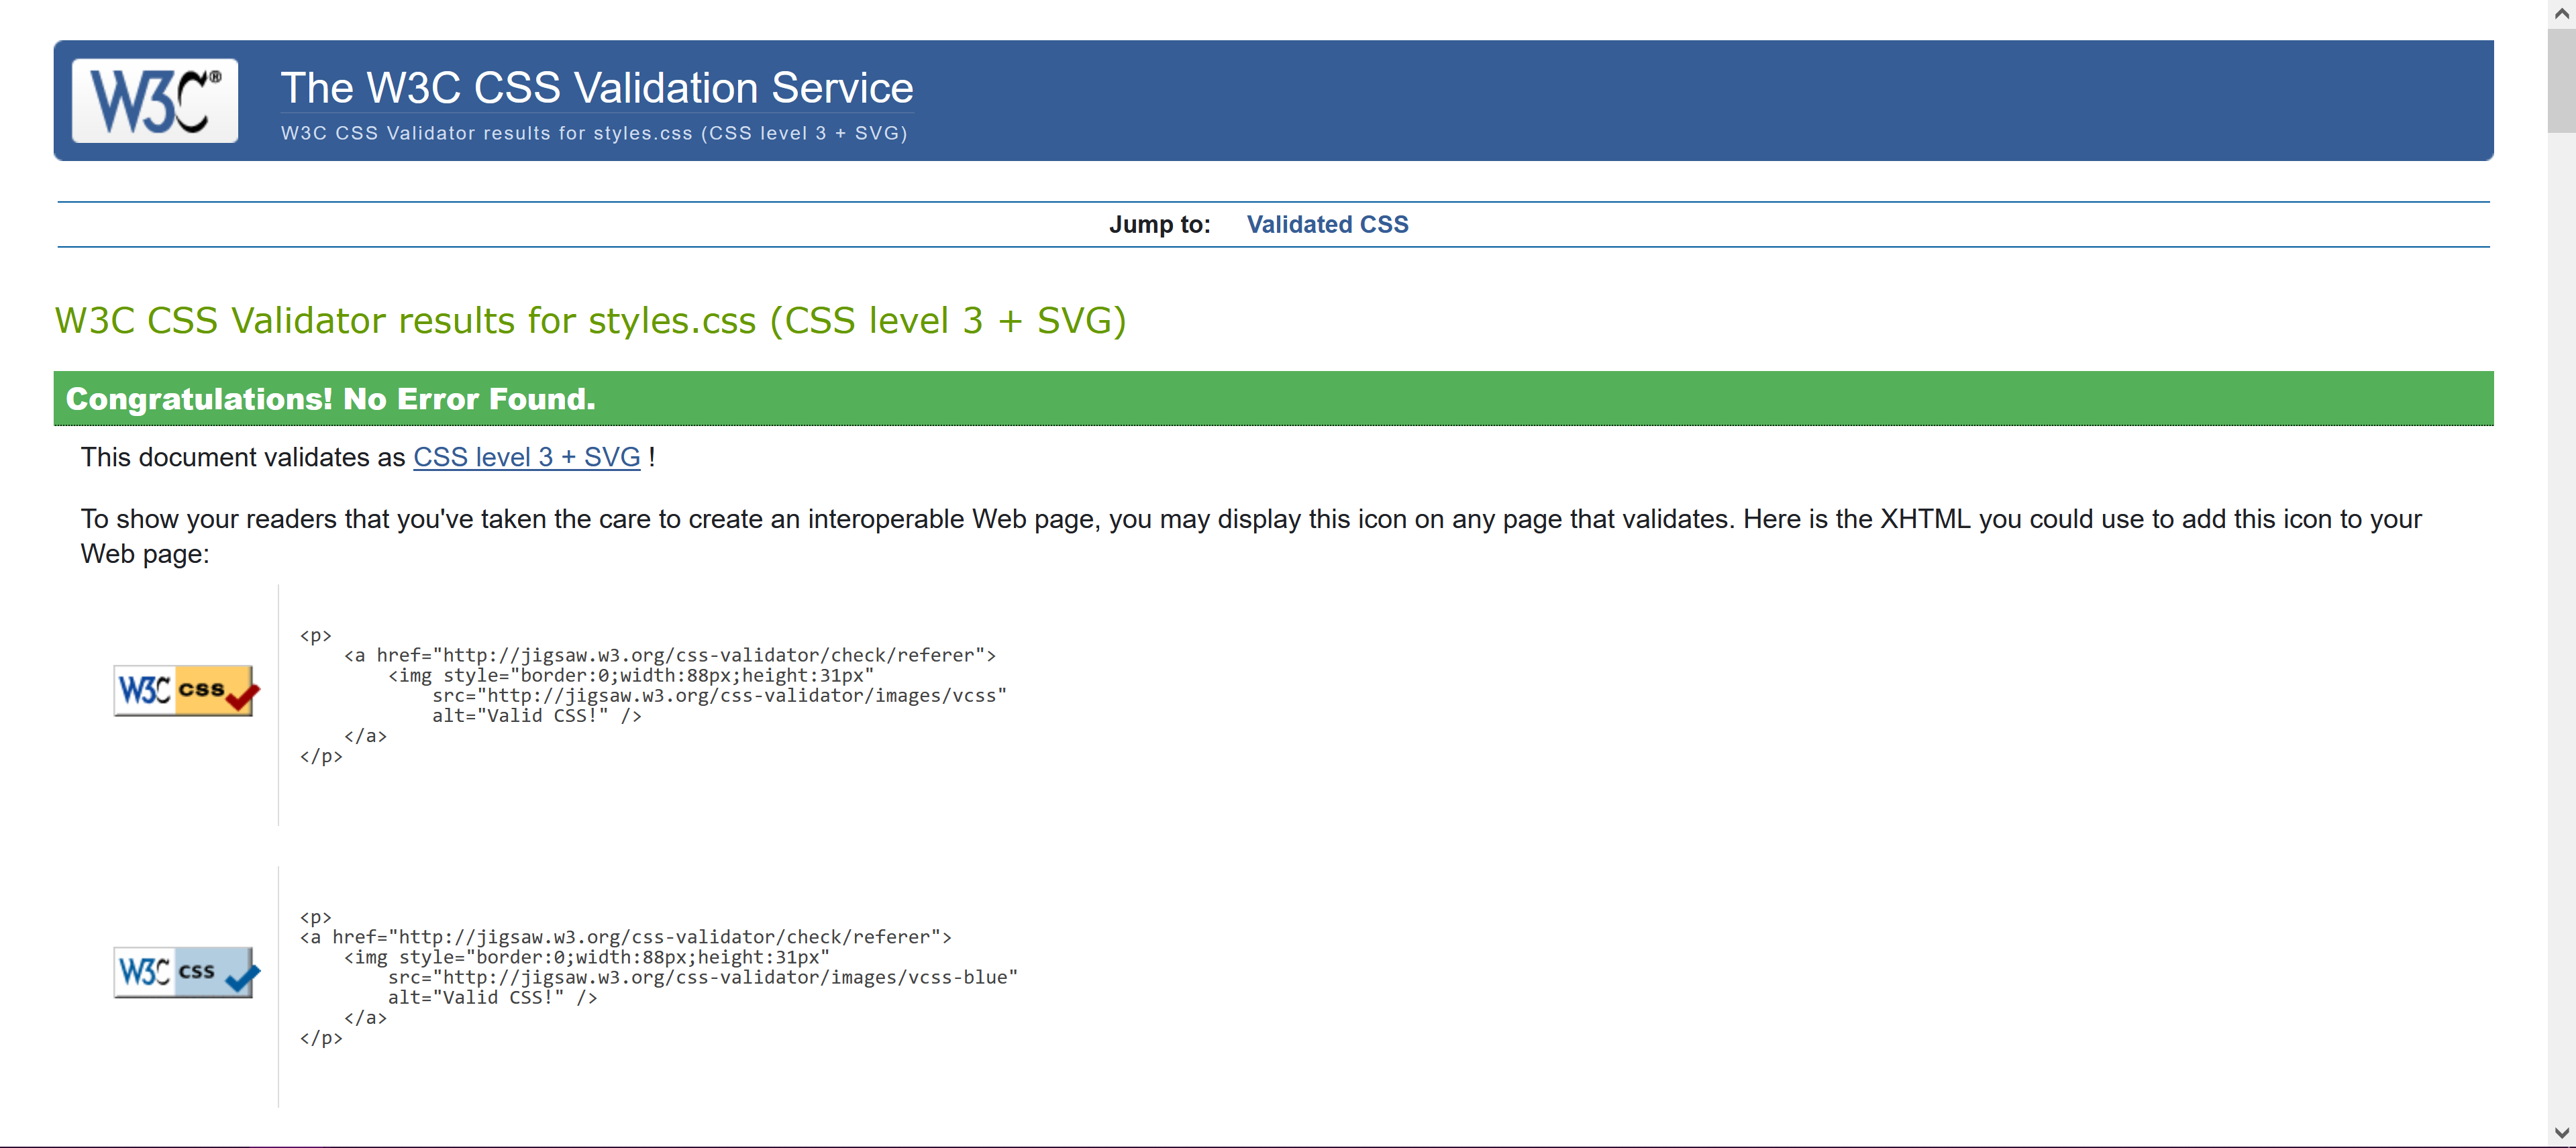 W3C®
The W3C CSS Validation Service
W3C CSS Validator results for styles.css (CSS level 3 + SVG)
Jump to: Validated CSS
W3C CSS Validator results for styles.css (CSS level 3 + SVG)
Congratulations! No Error Found.
This document validates as CSS level 3 + SVG !
To show your readers that you've taken the care to create an interoperable Web page, you may display this icon on any page that validates. Here is the XHTML you could use to add this icon to your
Web page:
W3C css
<p>
    <a href="http://jigsaw.w3.org/css-validator/check/referer">
        <img style="border:0;width:88px;height:31px"
            src="http://jigsaw.w3.org/css-validator/images/vcss"
            alt="Valid CSS!" />
    </a>
</p>
W3C css
<p>
<a href="http://jigsaw.w3.org/css-validator/check/referer">
    <img style="border:0;width:88px;height:31px"
        src="http://jigsaw.w3.org/css-validator/images/vcss-blue"
        alt="Valid CSS!" />
    </a>
</p>